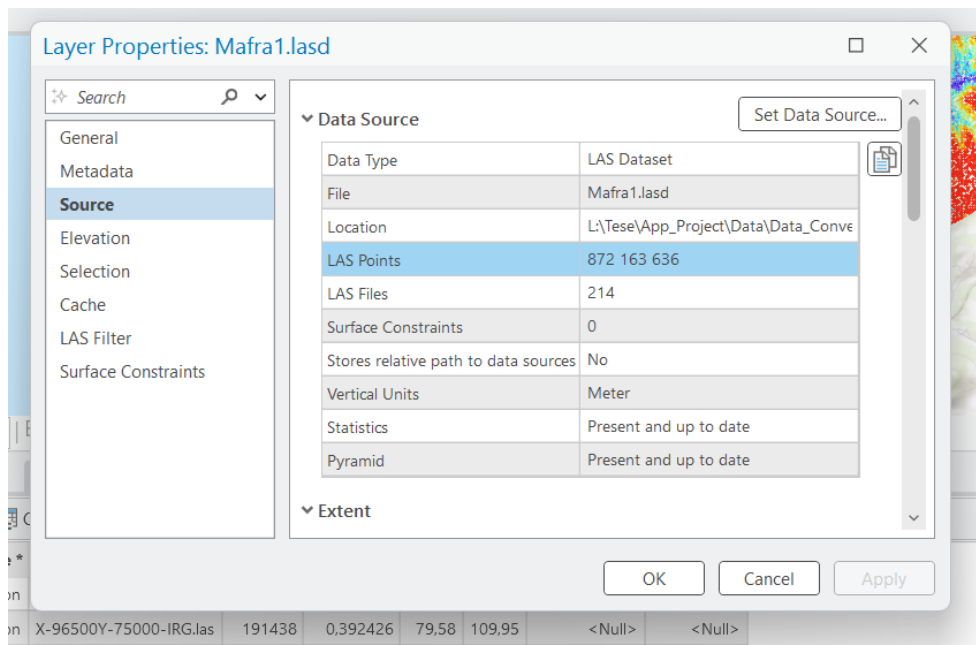 Layer Properties: Mafra1.lasd
Search
General
Metadata
Source
Elevation
Selection
Cache
LAS Filter
Surface Constraints
Data Source
Set Data Source...
Data Type LAS Dataset
File Mafra1.lasd
Location L:\Tese\App_Project\Data\Data_Conve
LAS Points 872 163 636
LAS Files 214
Surface Constraints 0
Stores relative path to data sources No
Vertical Units Meter
Statistics Present and up to date
Pyramid Present and up to date
Extent
OK Cancel Apply
X-96500Y-75000-IRG.las 191438 0,392426 79,58 109,95 <Null> <Null>